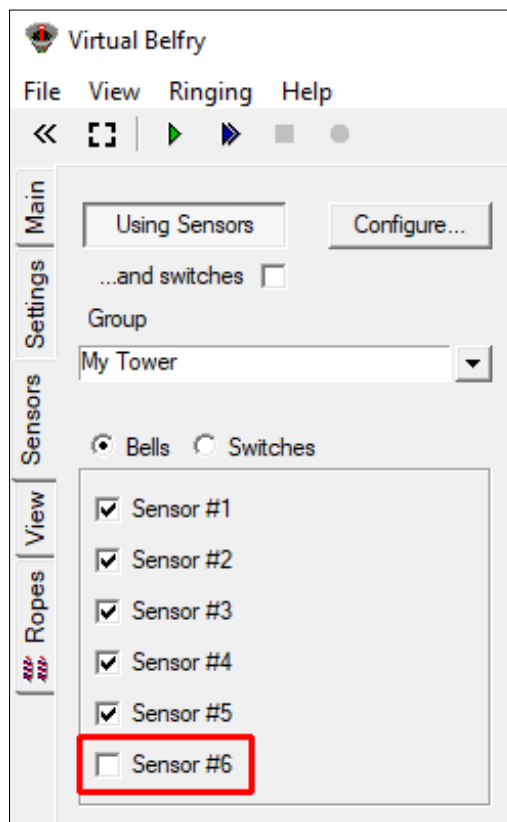 Virtual Belfry
File View Ringing Help
Main
Settings
Sensors
View
Ropes
Using Sensors Configure...
...and switches
Group
My Tower
Bells Switches
Sensor #1
Sensor #2
Sensor #3
Sensor #4
Sensor #5
Sensor #6